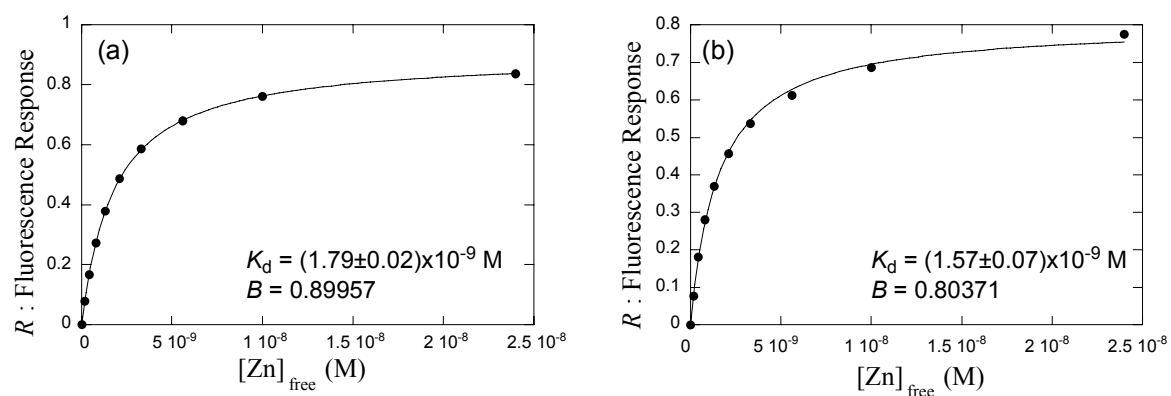 (a)
R : Fluorescence Response
1
0.8
0.6
0.4
0.2
0
K_d = (1.79±0.02)x10^-9 M
B = 0.89957
0 5 10^-9 1 10^-8 1.5 10^-8 2 10^-8 2.5 10^-8
[Zn]_free (M)
(b)
R : Fluorescence Response
0.8
0.7
0.6
0.5
0.4
0.3
0.2
0.1
0
K_d = (1.57±0.07)x10^-9 M
B = 0.80371
0 5 10^-9 1 10^-8 1.5 10^-8 2 10^-8 2.5 10^-8
[Zn]_free (M)